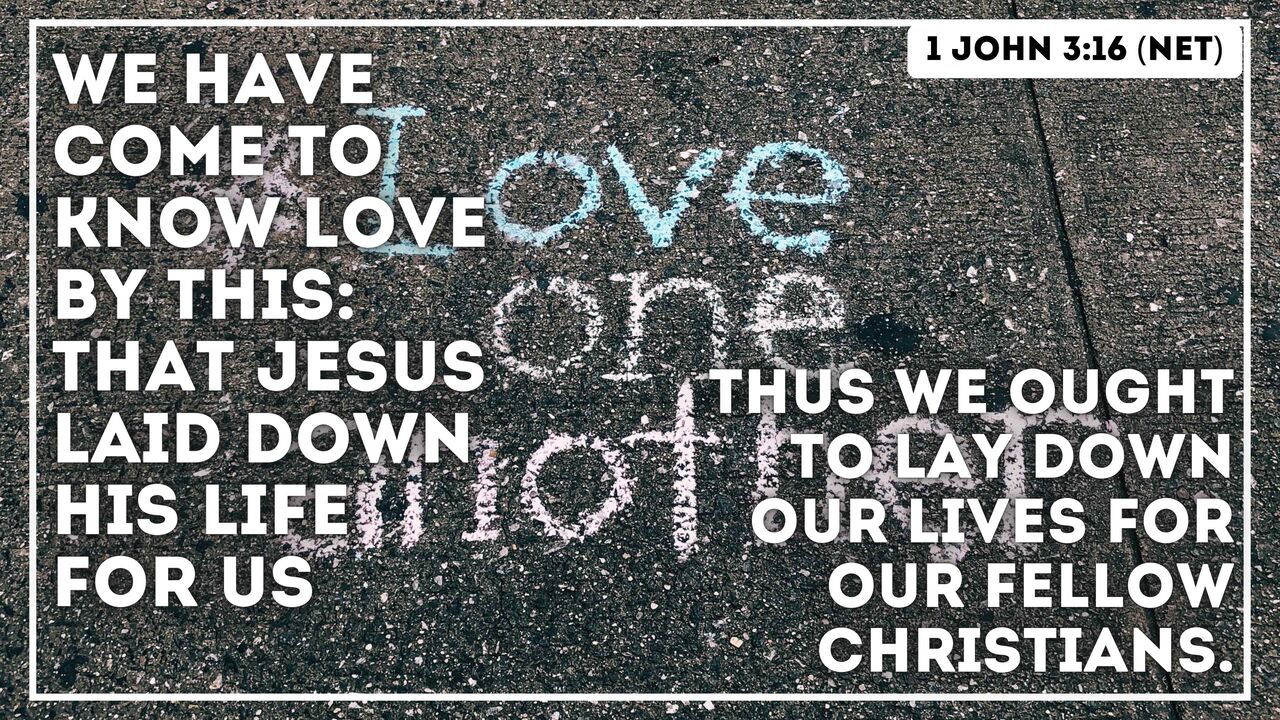 1 JOHN 3:16 (NET)
WE HAVE
COME TO
KNOW LOVE
BY THIS:
THAT JESUS
LAID DOWN
HIS LIFE
FOR US
Love
one
another
THUS WE OUGHT
TO LAY DOWN
OUR LIVES FOR
OUR FELLOW
CHRISTIANS.